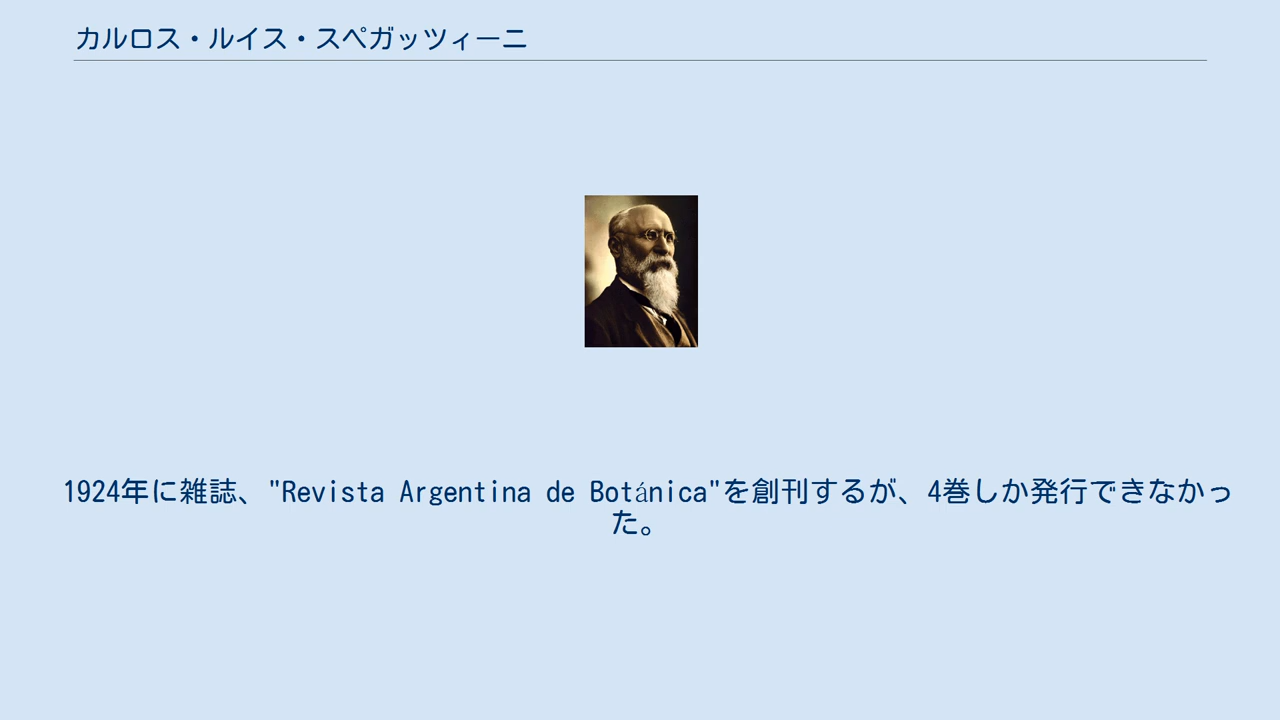 カルロス・ルイス・スペガッツィーニ
1924年に雑誌、"Revista Argentina de Botánica"を創刊するが、4巻しか発行できなかっ
た。